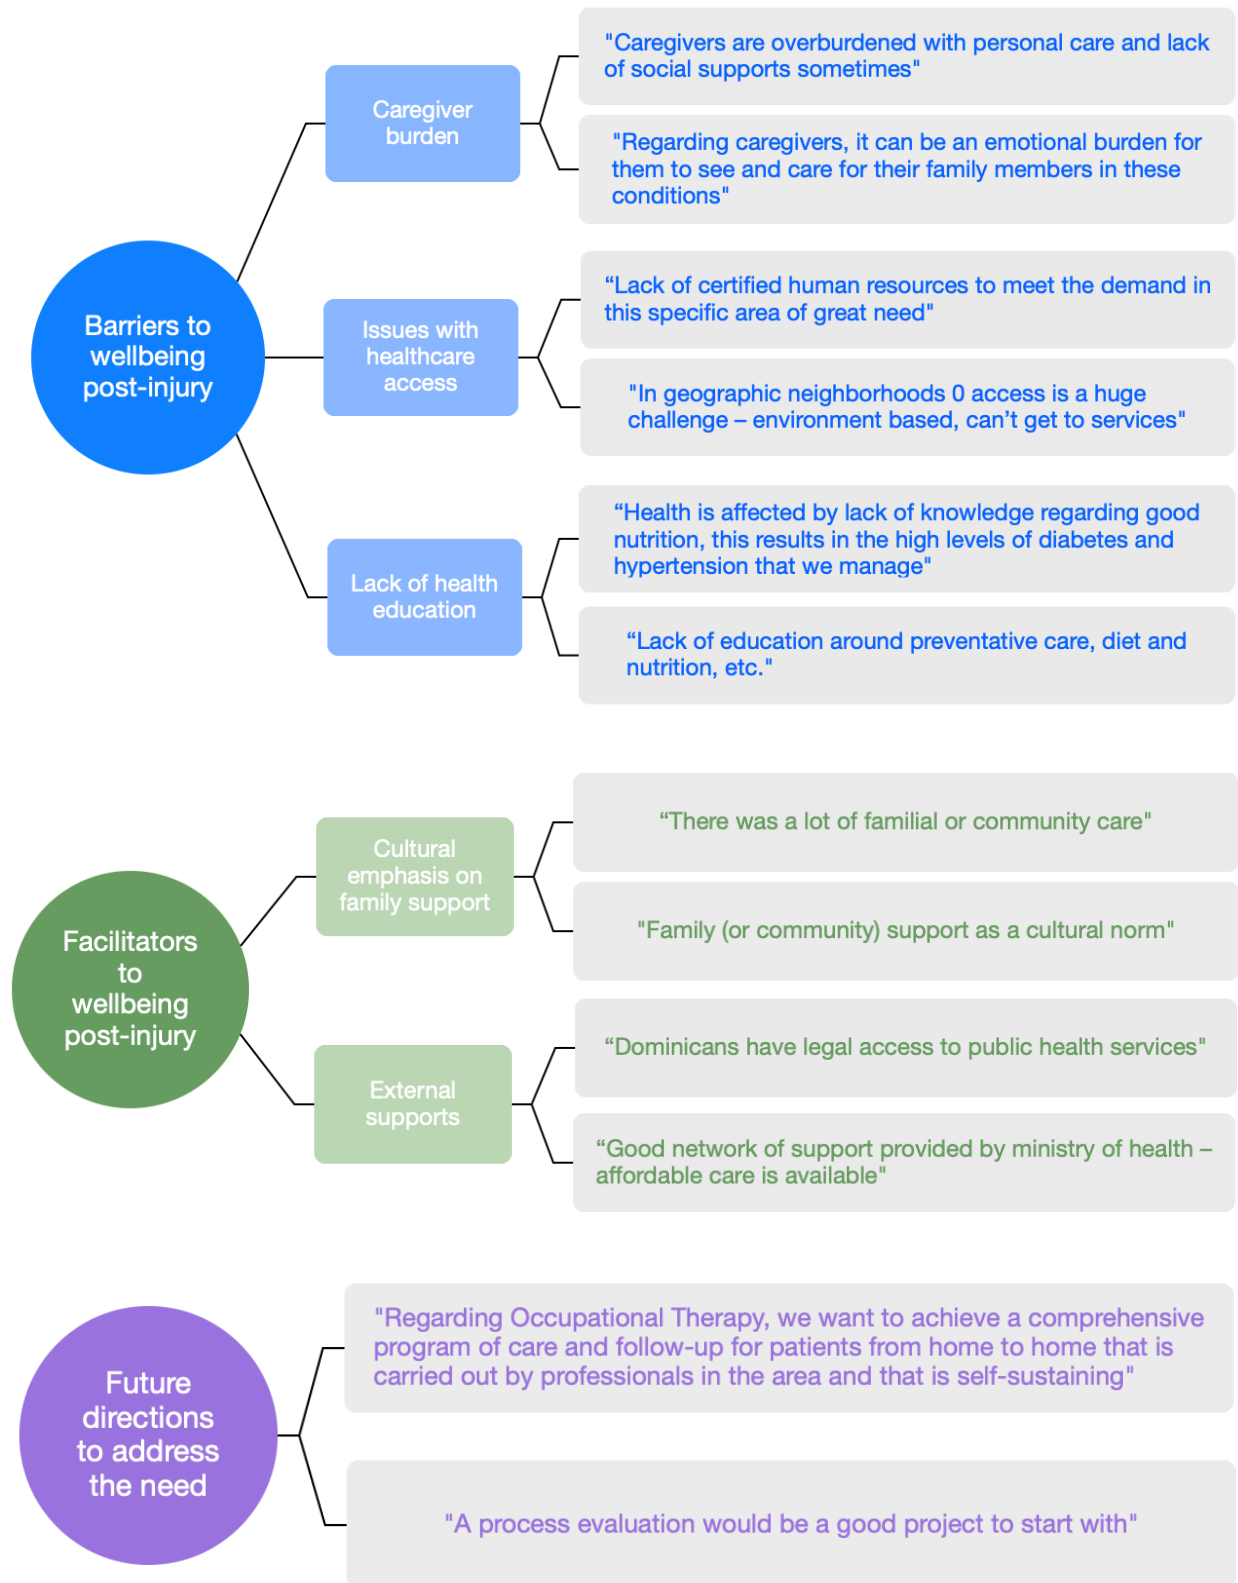 Barriers to
wellbeing
post-injury
Caregiver
burden
"Caregivers are overburdened with personal care and lack
of social supports sometimes"
"Regarding caregivers, it can be an emotional burden for
them to see and care for their family members in these
conditions"
Issues with
healthcare
access
“Lack of certified human resources to meet the demand in
this specific area of great need"
"In geographic neighborhoods 0 access is a huge
challenge – environment based, can’t get to services"
Lack of health
education
“Health is affected by lack of knowledge regarding good
nutrition, this results in the high levels of diabetes and
hypertension that we manage"
“Lack of education around preventative care, diet and
nutrition, etc."
Facilitators
to
wellbeing
post-injury
Cultural
emphasis on
family support
“There was a lot of familial or community care"
"Family (or community) support as a cultural norm"
External
supports
“Dominicans have legal access to public health services"
“Good network of support provided by ministry of health –
affordable care is available"
Future
directions
to address
the need
"Regarding Occupational Therapy, we want to achieve a comprehensive
program of care and follow-up for patients from home to home that is
carried out by professionals in the area and that is self-sustaining"
"A process evaluation would be a good project to start with"